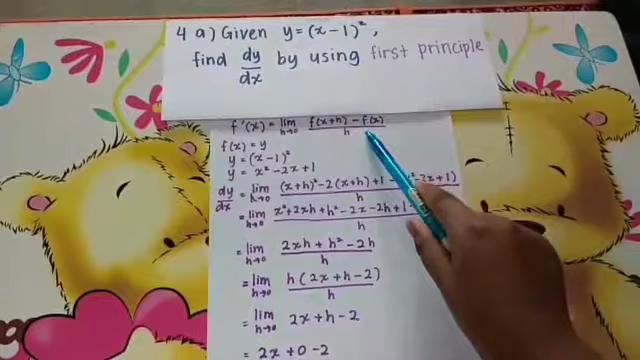 4 a) Given y = (x - 1)²,
find dy/dx by using first principle
f'(x) = lim h→0 f(x+h) - f(x) / h
f(x) = y
y = (x - 1)²
y = x² - 2x + 1
dy/dx = lim h→0 (x+h)² - 2(x+h) + 1 - 2x + 1) / h
= lim h→0 x² + 2xh + h² - 2x - 2h + 1 / h
= lim h→0 2xh + h² - 2h / h
= lim h→0 h(2x + h - 2) / h
= lim h→0 2x + h - 2
= 2x + 0 - 2